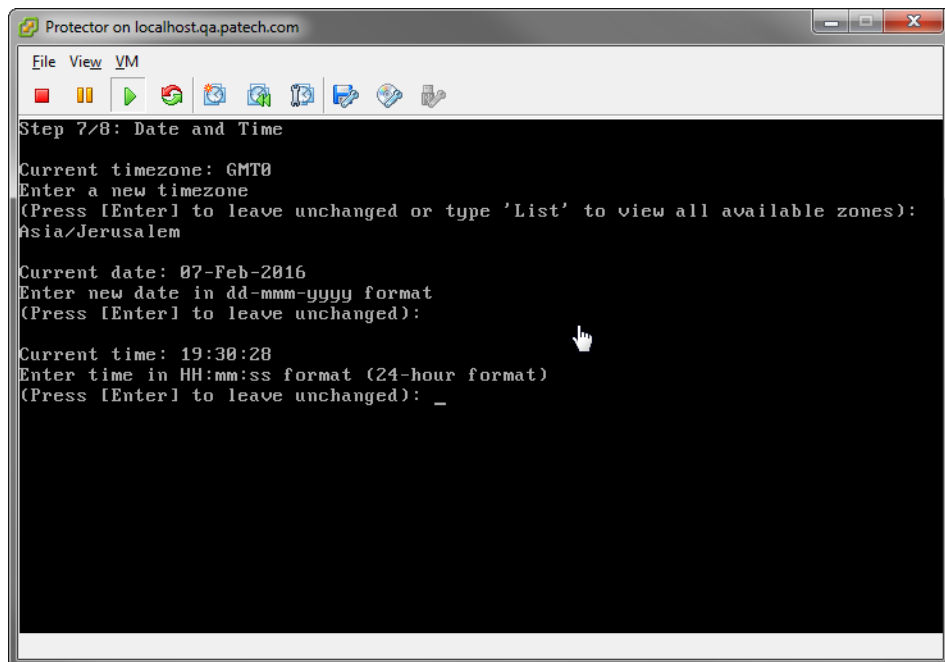 Protector on localhost.qa.patech.com
File View VM
Step 7/8: Date and Time
Current timezone: GMT0
Enter a new timezone
(Press [Enter] to leave unchanged or type 'List' to view all available zones):
Asia/Jerusalem
Current date: 07-Feb-2016
Enter new date in dd-mmm-yyyy format
(Press [Enter] to leave unchanged):
Current time: 19:30:28
Enter time in HH:mm:ss format (24-hour format)
(Press [Enter] to leave unchanged): _